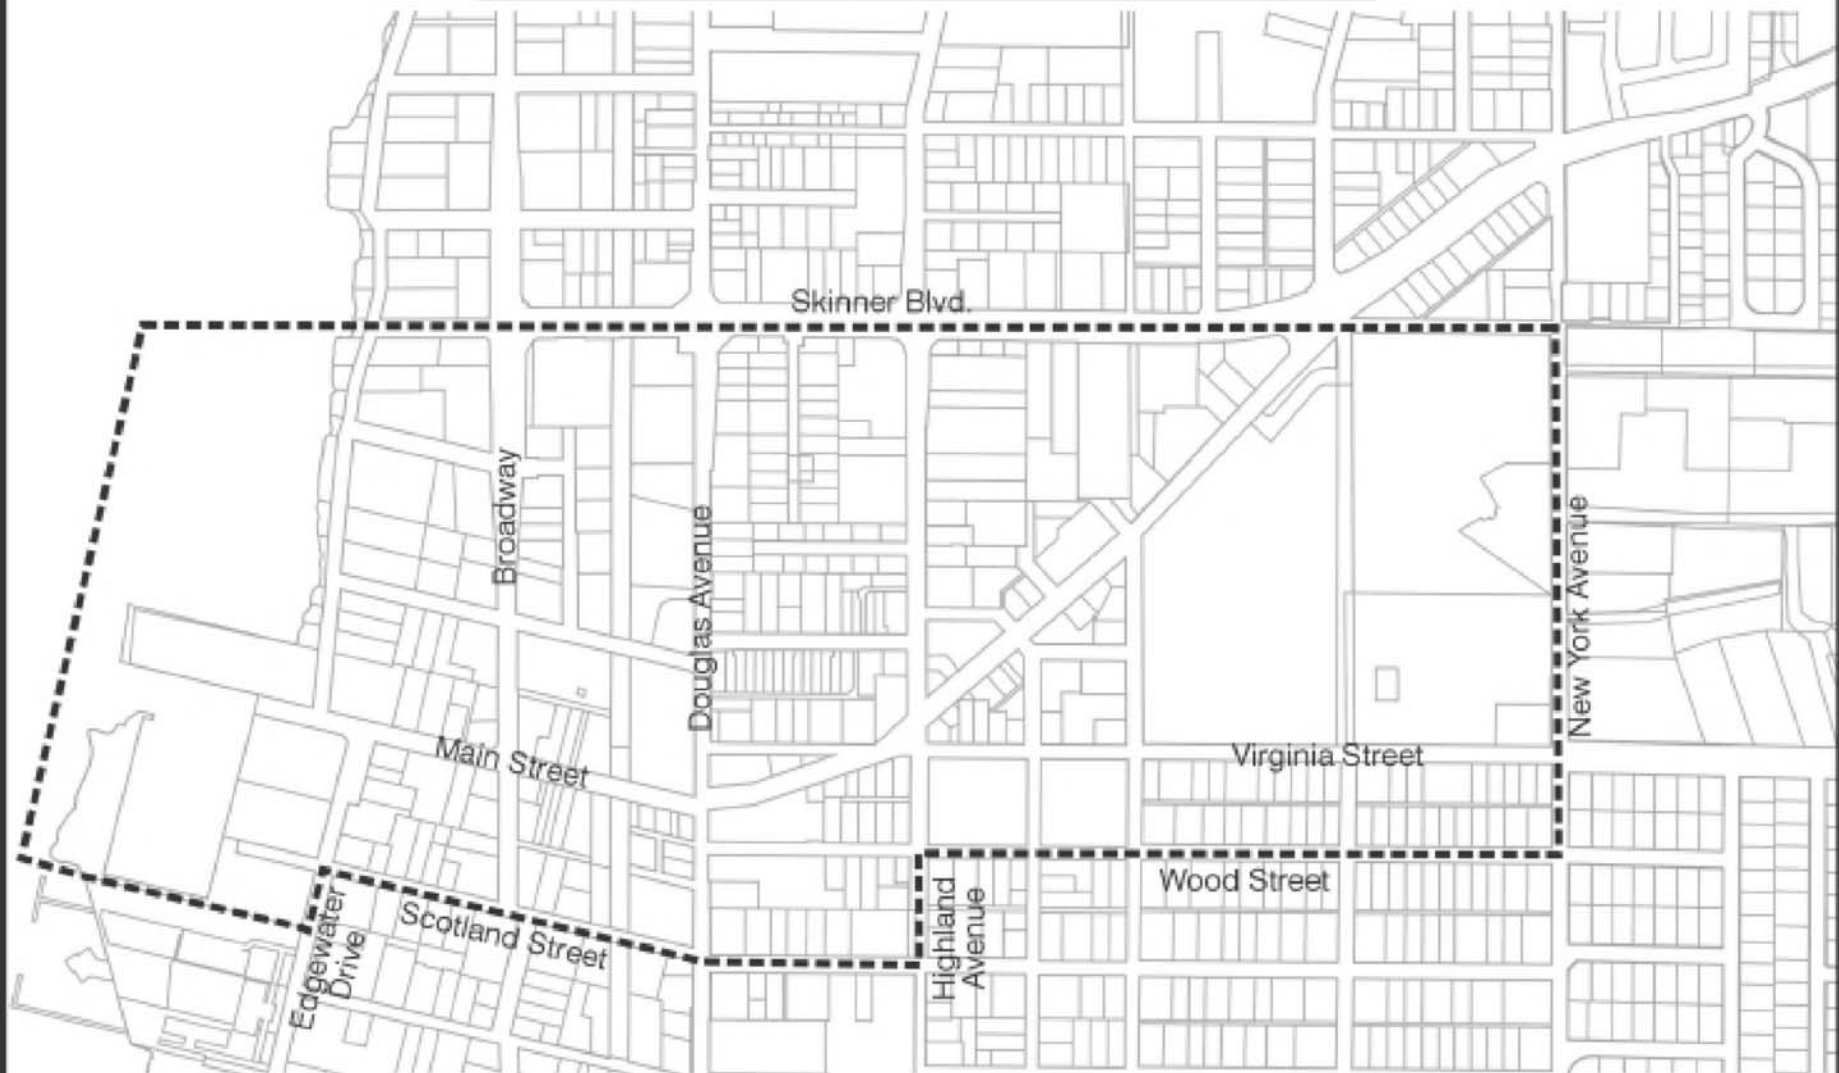 Skinner Blvd.
Broadway
Douglas Avenue
New York Avenue
Main Street
Virginia Street
Wood Street
Scotland Street
Edgewater
Drive
Highland
Avenue